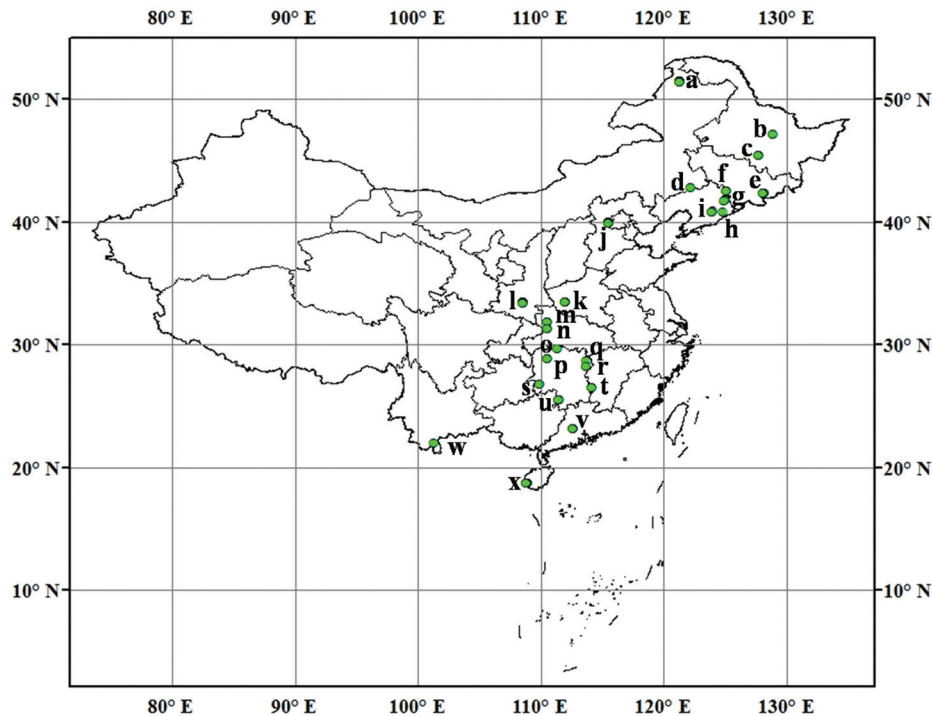 80° E 90° E 100° E 110° E 120° E 130° E
50° N a 50° N
b
c
f
d e
g
40° N i 40° N
h
j
l k
m
n
30° N o q 30° N
p r
s t
u
v
w
20° N 20° N
x
10° N 10° N
80° E 90° E 100° E 110° E 120° E 130° E